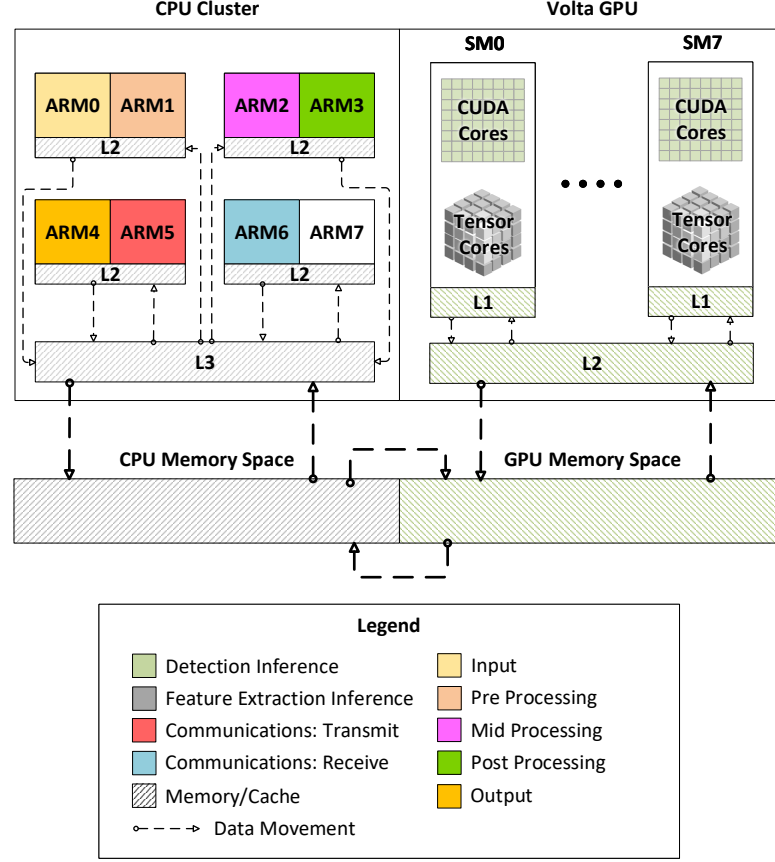 CPU Cluster
Volta GPU
SM0
SM7
ARM0
ARM1
L2
ARM2
ARM3
L2
CUDA
Cores
CUDA
Cores
ARM4
ARM5
L2
ARM6
ARM7
L2
Tensor
Cores
Tensor
Cores
L1
L1
L3
L2
CPU Memory Space
GPU Memory Space
Legend
Detection Inference
Input
Feature Extraction Inference
Pre Processing
Communications: Transmit
Mid Processing
Communications: Receive
Post Processing
Memory/Cache
Output
Data Movement